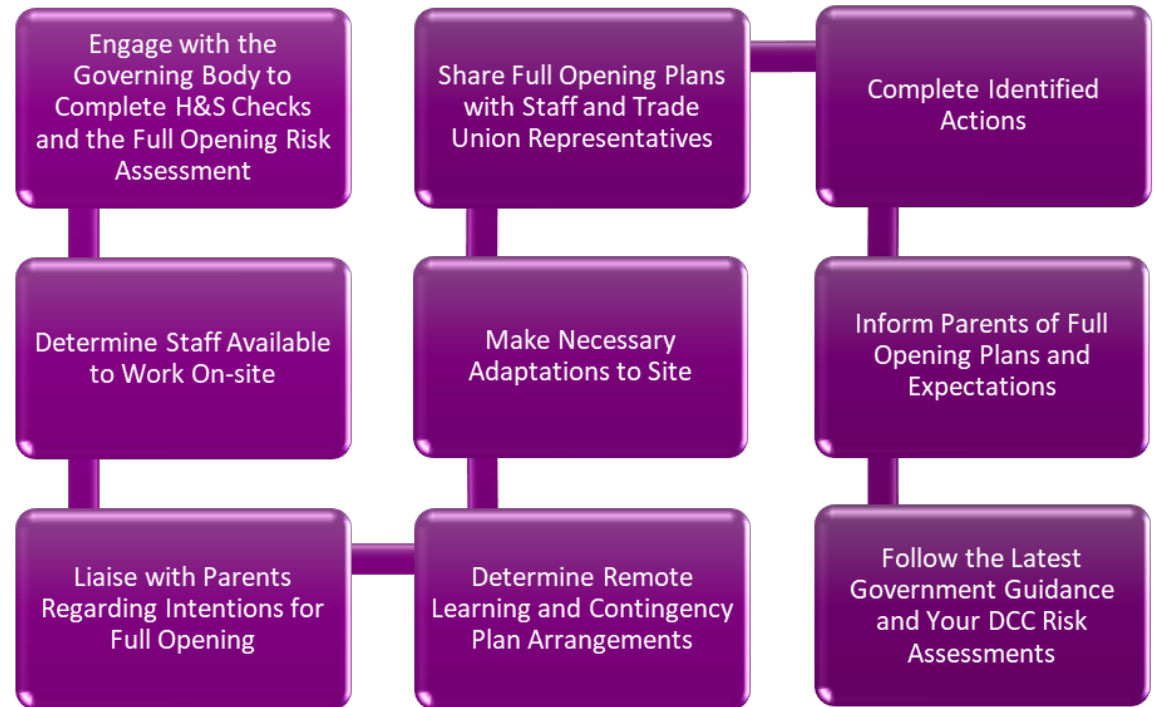 Engage with the
Governing Body to
Complete H&S Checks
and the Full Opening Risk
Assessment
Determine Staff Available
to Work On-site
Liaise with Parents
Regarding Intentions for
Full Opening
Determine Remote
Learning and Contingency
Plan Arrangements
Make Necessary
Adaptations to Site
Share Full Opening Plans
with Staff and Trade
Union Representatives
Complete Identified
Actions
Inform Parents of Full
Opening Plans and
Expectations
Follow the Latest
Government Guidance
and Your DCC Risk
Assessments